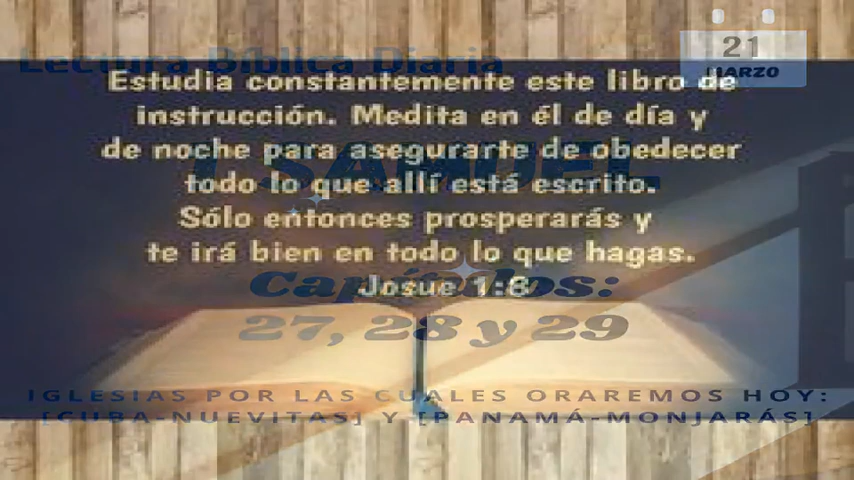 Lectura Bíblica Diaria
21
MARZO
Estudia constantemente este libro de
instrucción. Medita en él de día y
de noche para asegurarte de obedecer
todo lo que allí está escrito.
Sólo entonces prosperarás y
te irá bien en todo lo que hagas.
Josue 1:8
1 SAMUEL
Capítulos:
27, 28 y 29
IGLESIAS POR LAS CUALES ORAREMOS HOY:
[CUBA-NUEVITAS] Y [PANAMÁ-MONJARÁS]